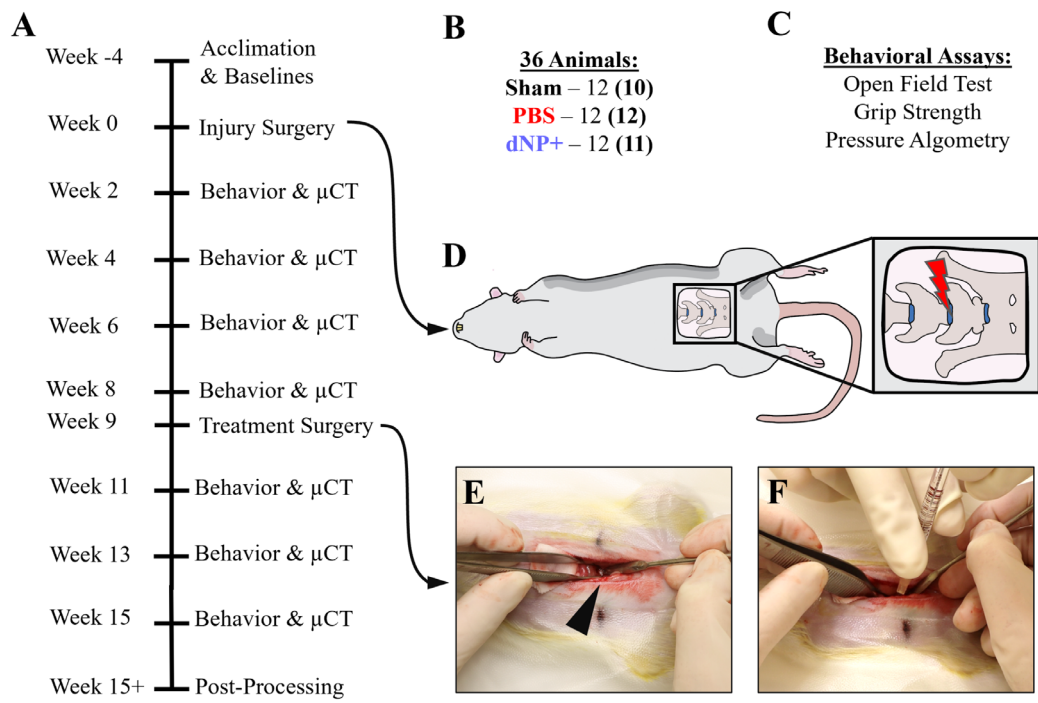 A
Week -4
Acclimation
& Baselines
Week 0
Injury Surgery
Week 2
Behavior & µCT
Week 4
Behavior & µCT
Week 6
Behavior & µCT
Week 8
Behavior & µCT
Week 9
Treatment Surgery
Week 11
Behavior & µCT
Week 13
Behavior & µCT
Week 15
Behavior & µCT
Week 15+
Post-Processing
B
36 Animals:
Sham – 12 (10)
PBS – 12 (12)
dNP+ – 12 (11)
C
Behavioral Assays:
Open Field Test
Grip Strength
Pressure Algometry
D
E
F